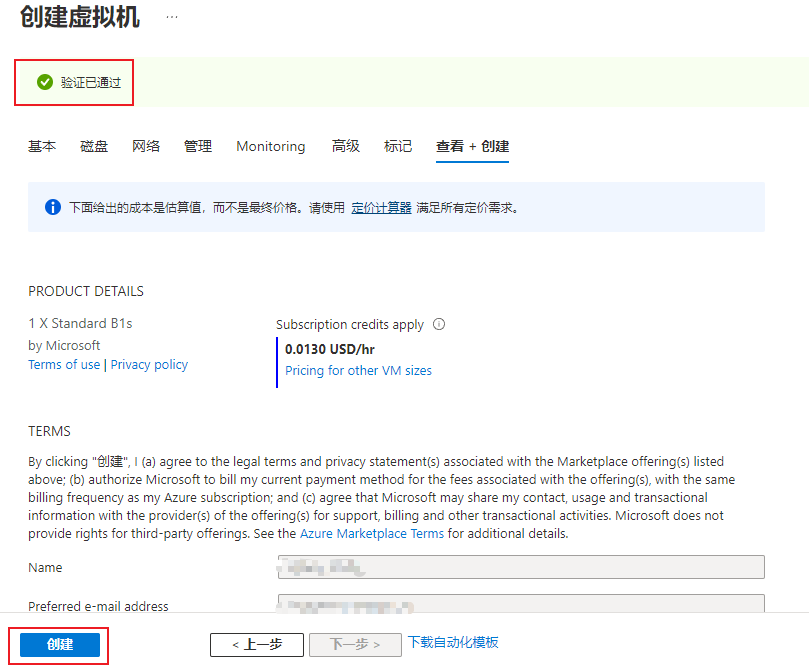 创建虚拟机 ...
验证已通过
基本 磁盘 网络 管理 Monitoring 高级 标记 查看 + 创建
下面给出的成本是估算值，而不是最终价格。请使用 定价计算器 满足所有定价需求。
PRODUCT DETAILS
1 X Standard B1s
by Microsoft
Terms of use | Privacy policy
Subscription credits apply
0.0130 USD/hr
Pricing for other VM sizes
TERMS
By clicking "创建", I (a) agree to the legal terms and privacy statement(s) associated with the Marketplace offering(s) listed
above; (b) authorize Microsoft to bill my current payment method for the fees associated with the offering(s), with the same
billing frequency as my Azure subscription; and (c) agree that Microsoft may share my contact, usage and transactional
information with the provider(s) of the offering(s) for support, billing and other transactional activities. Microsoft does not
provide rights for third-party offerings. See the Azure Marketplace Terms for additional details.
Name
Preferred e-mail address
创建 < 上一步 下一步 > 下载自动化模板